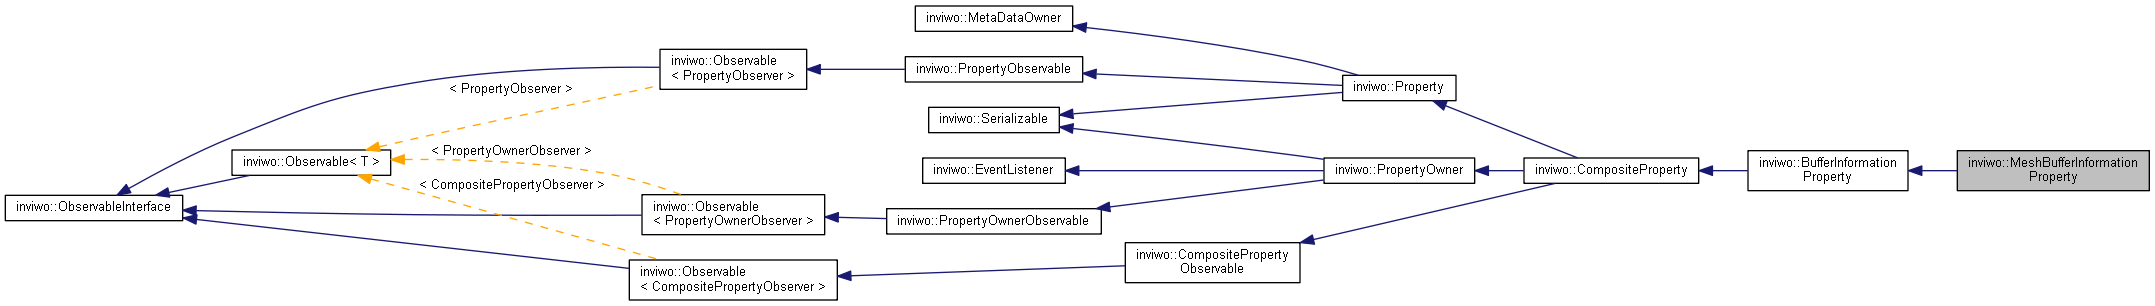 inviwo::MetaDataOwner
inviwo::Observable
< PropertyObserver >
inviwo::PropertyObservable
< PropertyObserver >
inviwo::Property
inviwo::Serializable
< PropertyOwnerObserver >
inviwo::Observable< T >
inviwo::EventListener
inviwo::PropertyOwner
inviwo::CompositeProperty
inviwo::BufferInformation
Property
inviwo::MeshBufferInformation
Property
< CompositePropertyObserver >
inviwo::ObservableInterface
inviwo::Observable
< PropertyOwnerObserver >
inviwo::PropertyOwnerObservable
inviwo::CompositeProperty
Observable
inviwo::Observable
< CompositePropertyObserver >